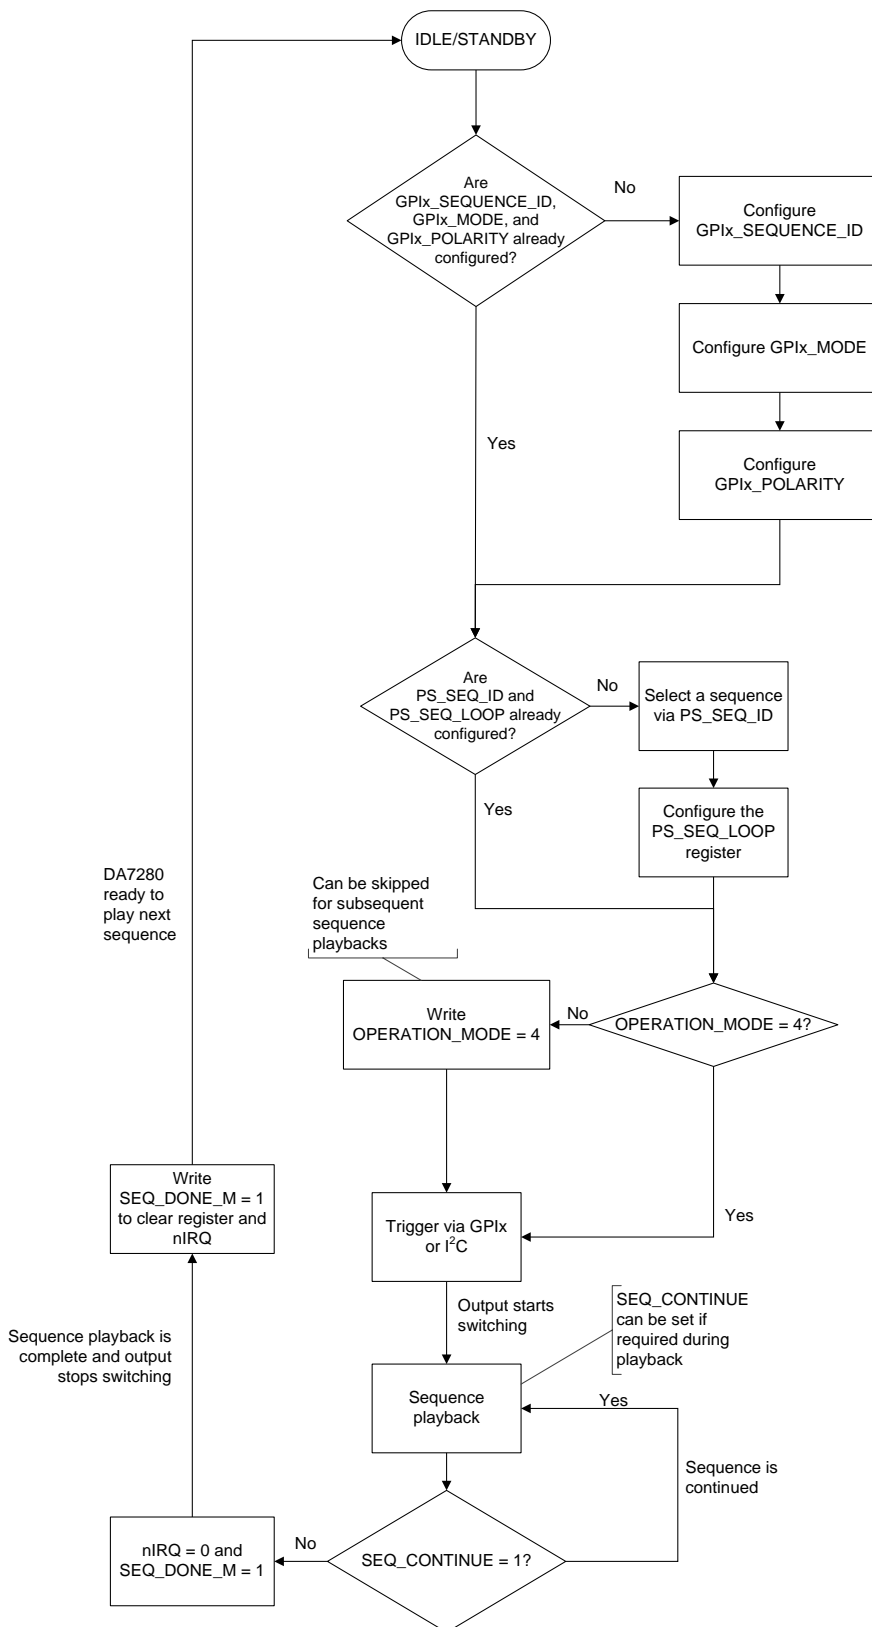 IDLE/STANDBY
Are
GPIx_SEQUENCE_ID,
GPIx_MODE, and
GPIx_POLARITY already
configured?
No
Configure
GPIx_SEQUENCE_ID
Configure GPIx_MODE
Yes
Configure
GPIx_POLARITY
Are
PS_SEQ_ID and
PS_SEQ_LOOP already
configured?
No
Select a sequence
via PS_SEQ_ID
Yes
Configure the
PS_SEQ_LOOP
register
DA7280
ready to
play next
sequence
Can be skipped
for subsequent
sequence
playbacks
Write
OPERATION_MODE = 4
No
OPERATION_MODE = 4?
Write
SEQ_DONE_M = 1
to clear register and
nIRQ
Trigger via GPIx
or I²C
Yes
Output starts
switching
SEQ_CONTINUE
can be set if
required during
playback
Sequence playback is
complete and output
stops switching
Sequence
playback
Yes
Sequence is
continued
nIRQ = 0 and
SEQ_DONE_M = 1
No
SEQ_CONTINUE = 1?